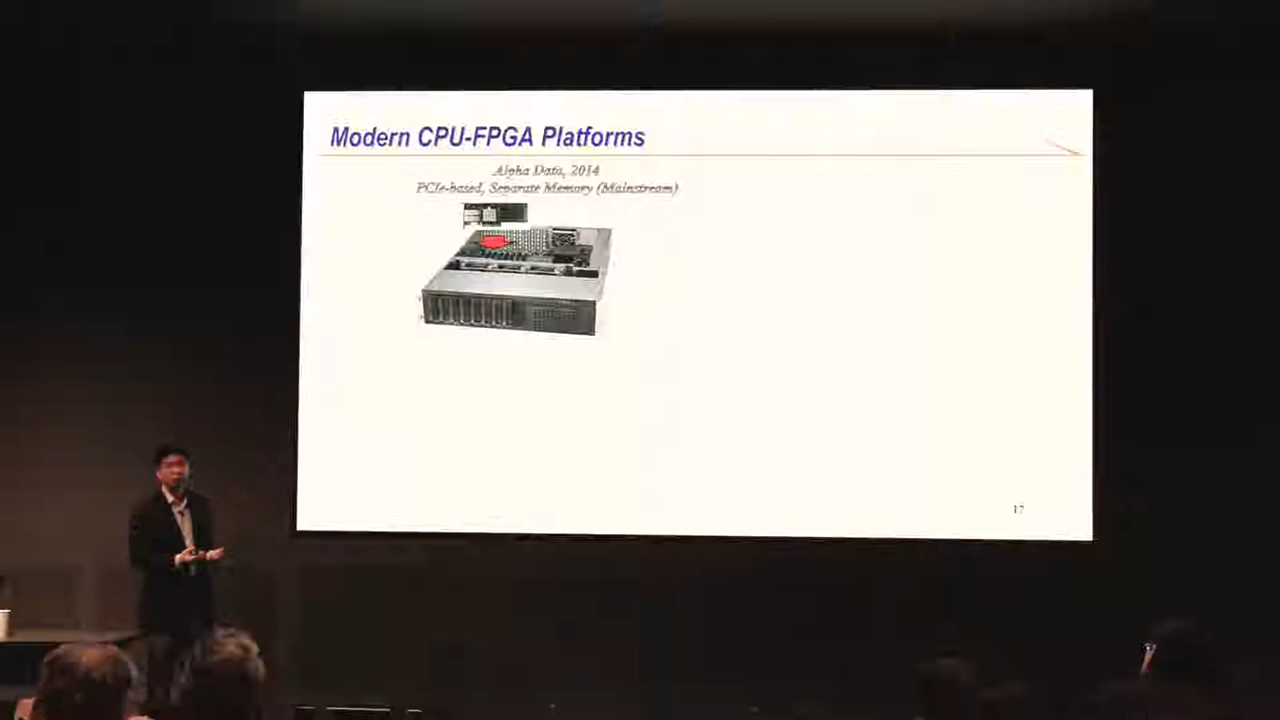 Modern CPU-FPGA Platforms
Alpha Data, 2014
PCIe-based, Separate Memory (Mainstream)
17